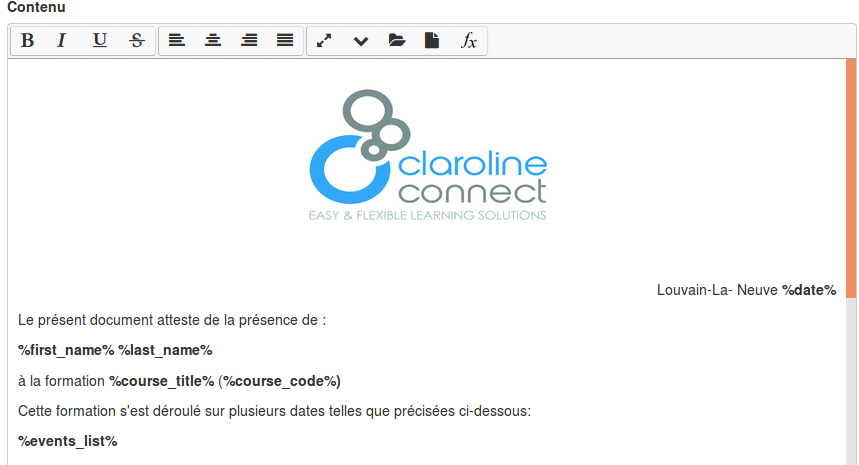 Contenu
B I U S fx
claroline
connect
EASY & FLEXIBLE LEARNING SOLUTIONS
Louvain-La- Neuve %date%
Le présent document atteste de la présence de :
%first_name% %last_name%
à la formation %course_title% (%course_code%)
Cette formation s'est déroulé sur plusieurs dates telles que précisées ci-dessous:
%events_list%